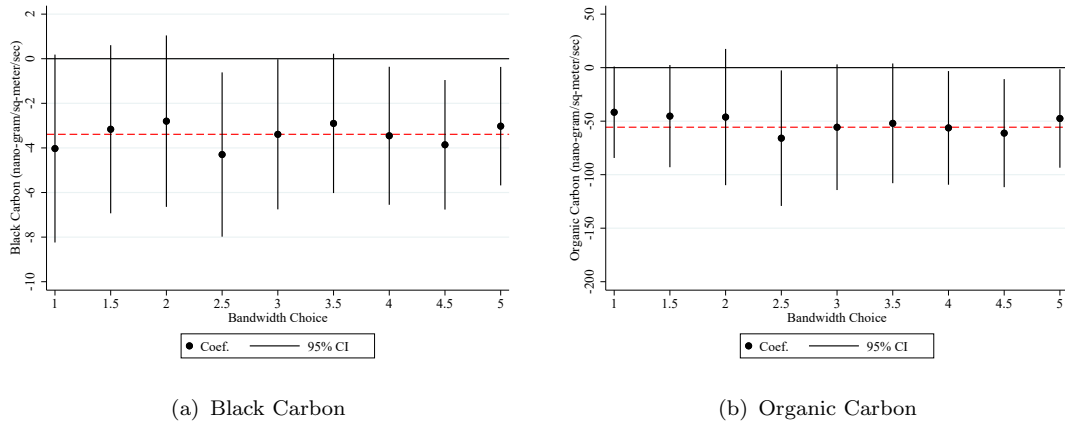 2
0
-2
-4
-6
-8
-10
Black Carbon (nano-gram/sq-meter/sec)
1 1.5 2 2.5 3 3.5 4 4.5 5
Bandwidth Choice
Coef. 95% CI
(a) Black Carbon
50
0
-50
-100
-150
-200
Organic Carbon (nano-gram/sq-meter/sec)
1 1.5 2 2.5 3 3.5 4 4.5 5
Bandwidth Choice
Coef. 95% CI
(b) Organic Carbon